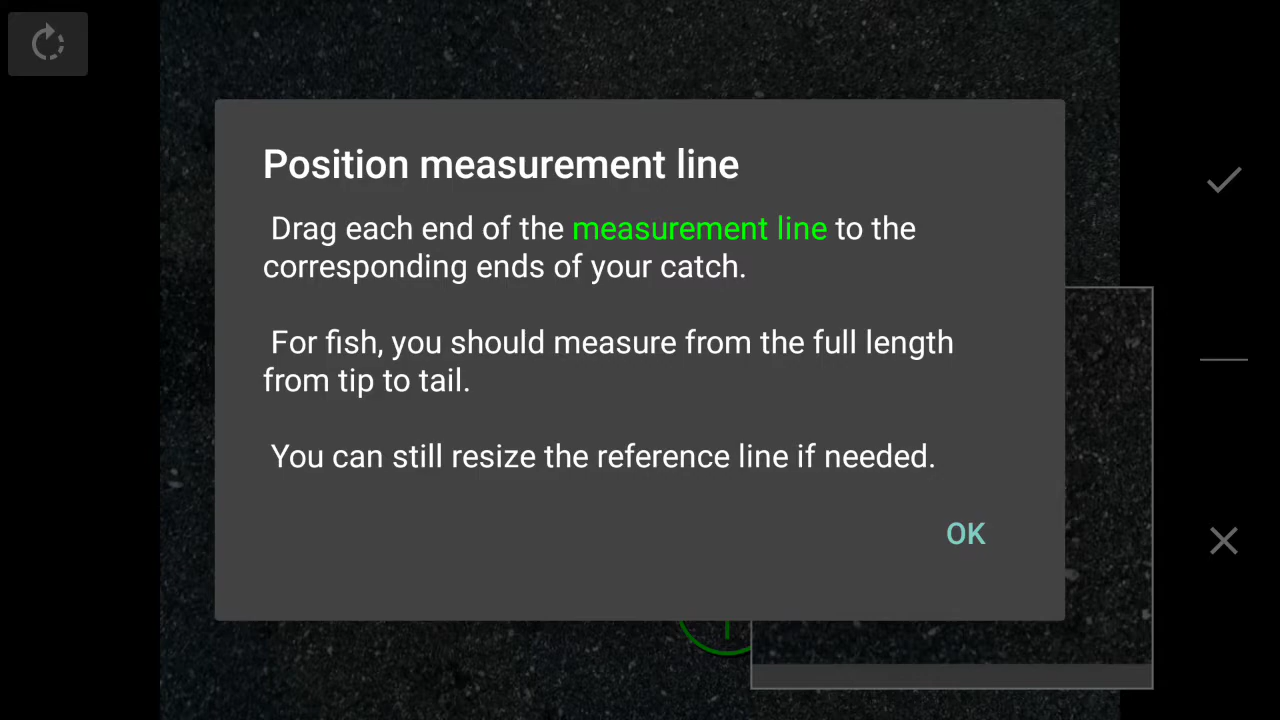 Position measurement line
Drag each end of the measurement line to the
corresponding ends of your catch.
For fish, you should measure from the full length
from tip to tail.
You can still resize the reference line if needed.
OK